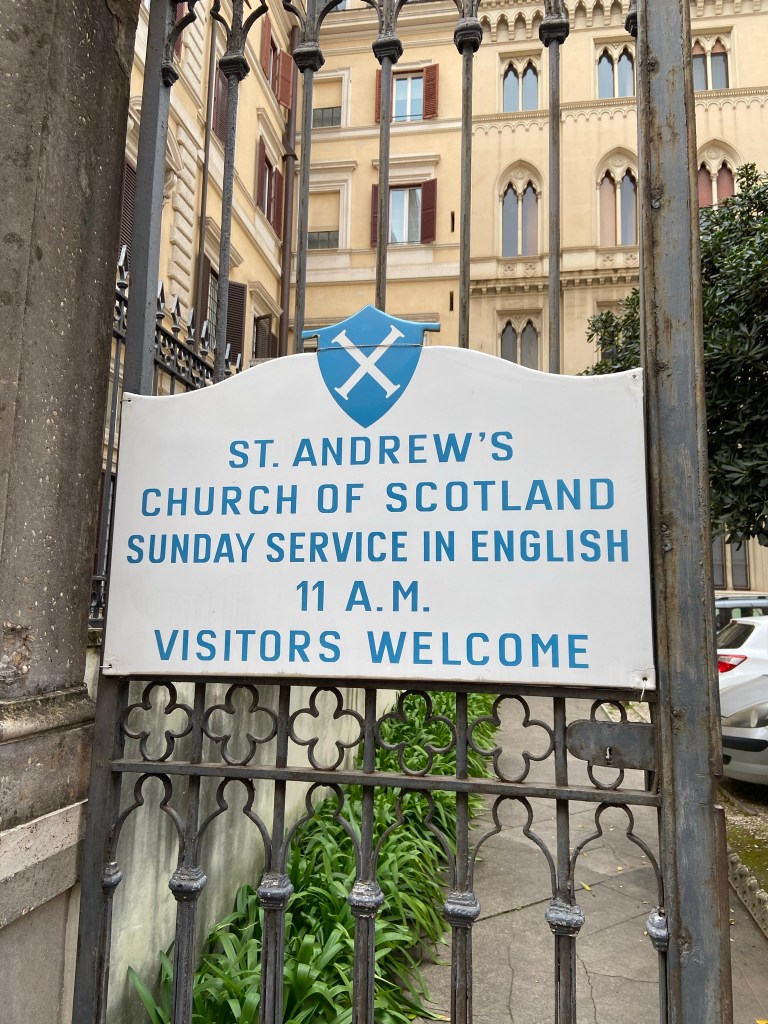 ST. ANDREW'S
CHURCH OF SCOTLAND
SUNDAY SERVICE IN ENGLISH
11 A.M.
VISITORS WELCOME